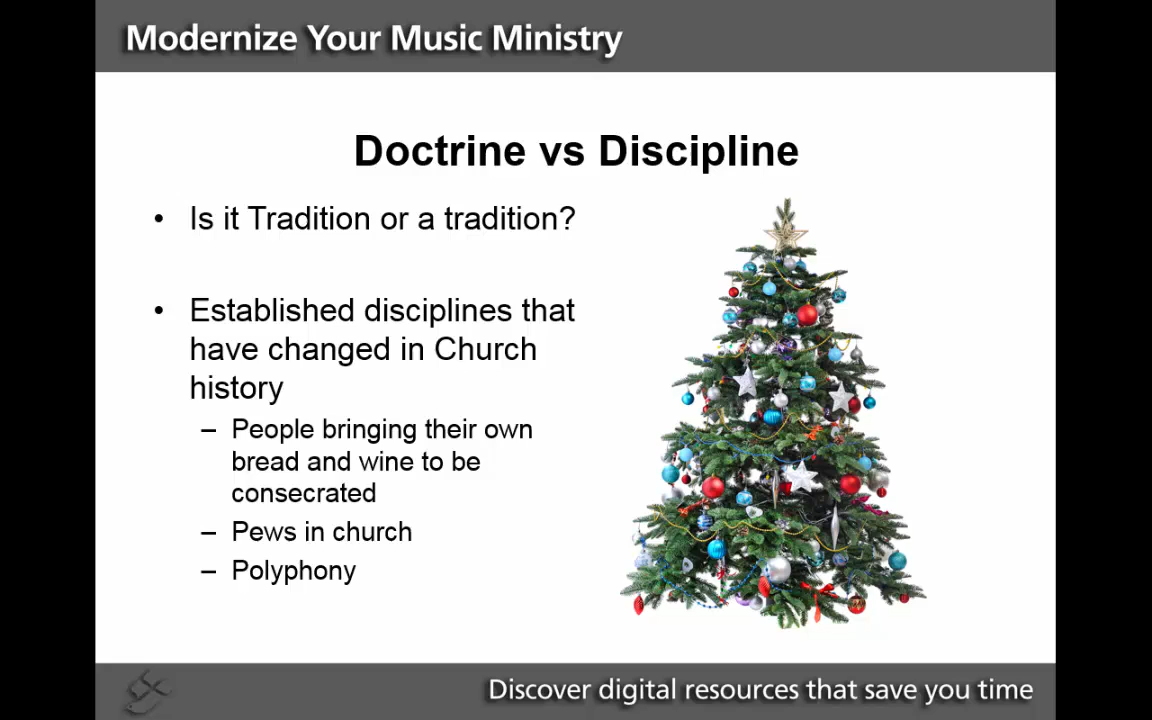 Modernize Your Music Ministry
Doctrine vs Discipline
• Is it Tradition or a tradition?
• Established disciplines that
have changed in Church
history
– People bringing their own
bread and wine to be
consecrated
– Pews in church
– Polyphony
Discover digital resources that save you time